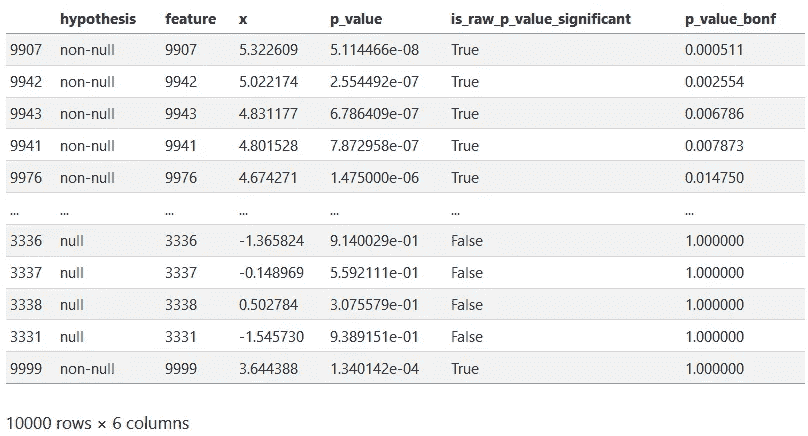 hypothesis feature x p_value is_raw_p_value_significant p_value_bonf
9907 non-null 9907 5.322609 5.114466e-08 True 0.000511
9942 non-null 9942 5.022174 2.554492e-07 True 0.002554
9943 non-null 9943 4.831177 6.786409e-07 True 0.006786
9941 non-null 9941 4.801528 7.872958e-07 True 0.007873
9976 non-null 9976 4.674271 1.475000e-06 True 0.014750
... ... ... ... ... ... ...
3336 null 3336 -1.365824 9.140029e-01 False 1.000000
3337 null 3337 -0.148969 5.592111e-01 False 1.000000
3338 null 3338 0.502784 3.075579e-01 False 1.000000
3331 null 3331 -1.545730 9.389151e-01 False 1.000000
9999 non-null 9999 3.644388 1.340142e-04 True 1.000000
10000 rows × 6 columns